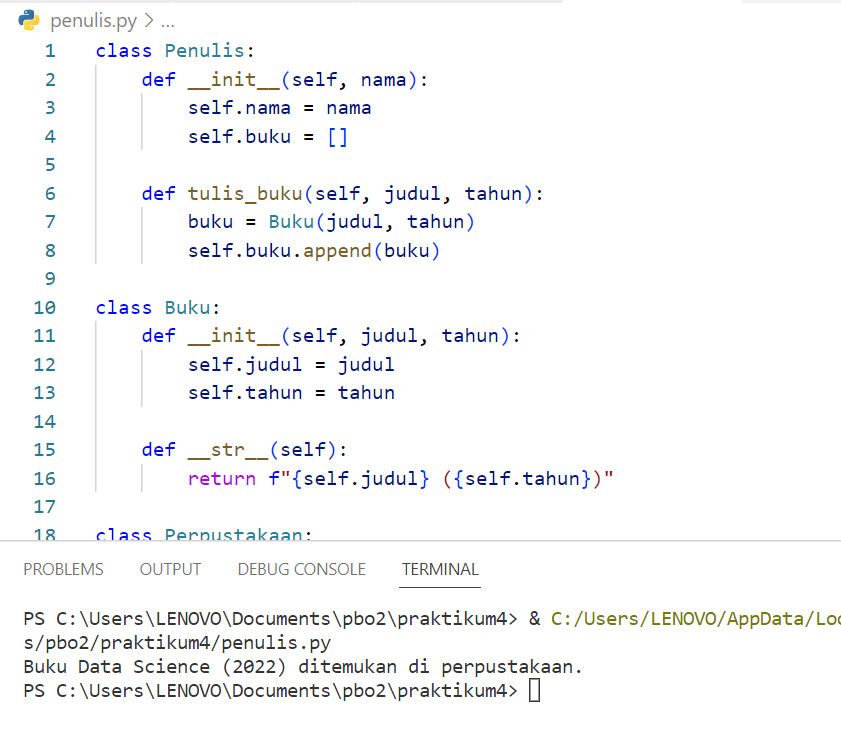 penulis.py > ...
1 class Penulis:
2 def __init__(self, nama):
3 self.nama = nama
4 self.buku = []
5
6 def tulis_buku(self, judul, tahun):
7 buku = Buku(judul, tahun)
8 self.buku.append(buku)
9
10 class Buku:
11 def __init__(self, judul, tahun):
12 self.judul = judul
13 self.tahun = tahun
14
15 def __str__(self):
16 return f"{self.judul} ({self.tahun})"
17
18 class Perpustakaan:
PROBLEMS OUTPUT DEBUG CONSOLE TERMINAL
PS C:\Users\LENOVO\Documents\pbo2\praktikum4> & C:/Users/LENOVO/AppData/Loc
s/pbo2/praktikum4/penulis.py
Buku Data Science (2022) ditemukan di perpustakaan.
PS C:\Users\LENOVO\Documents\pbo2\praktikum4>